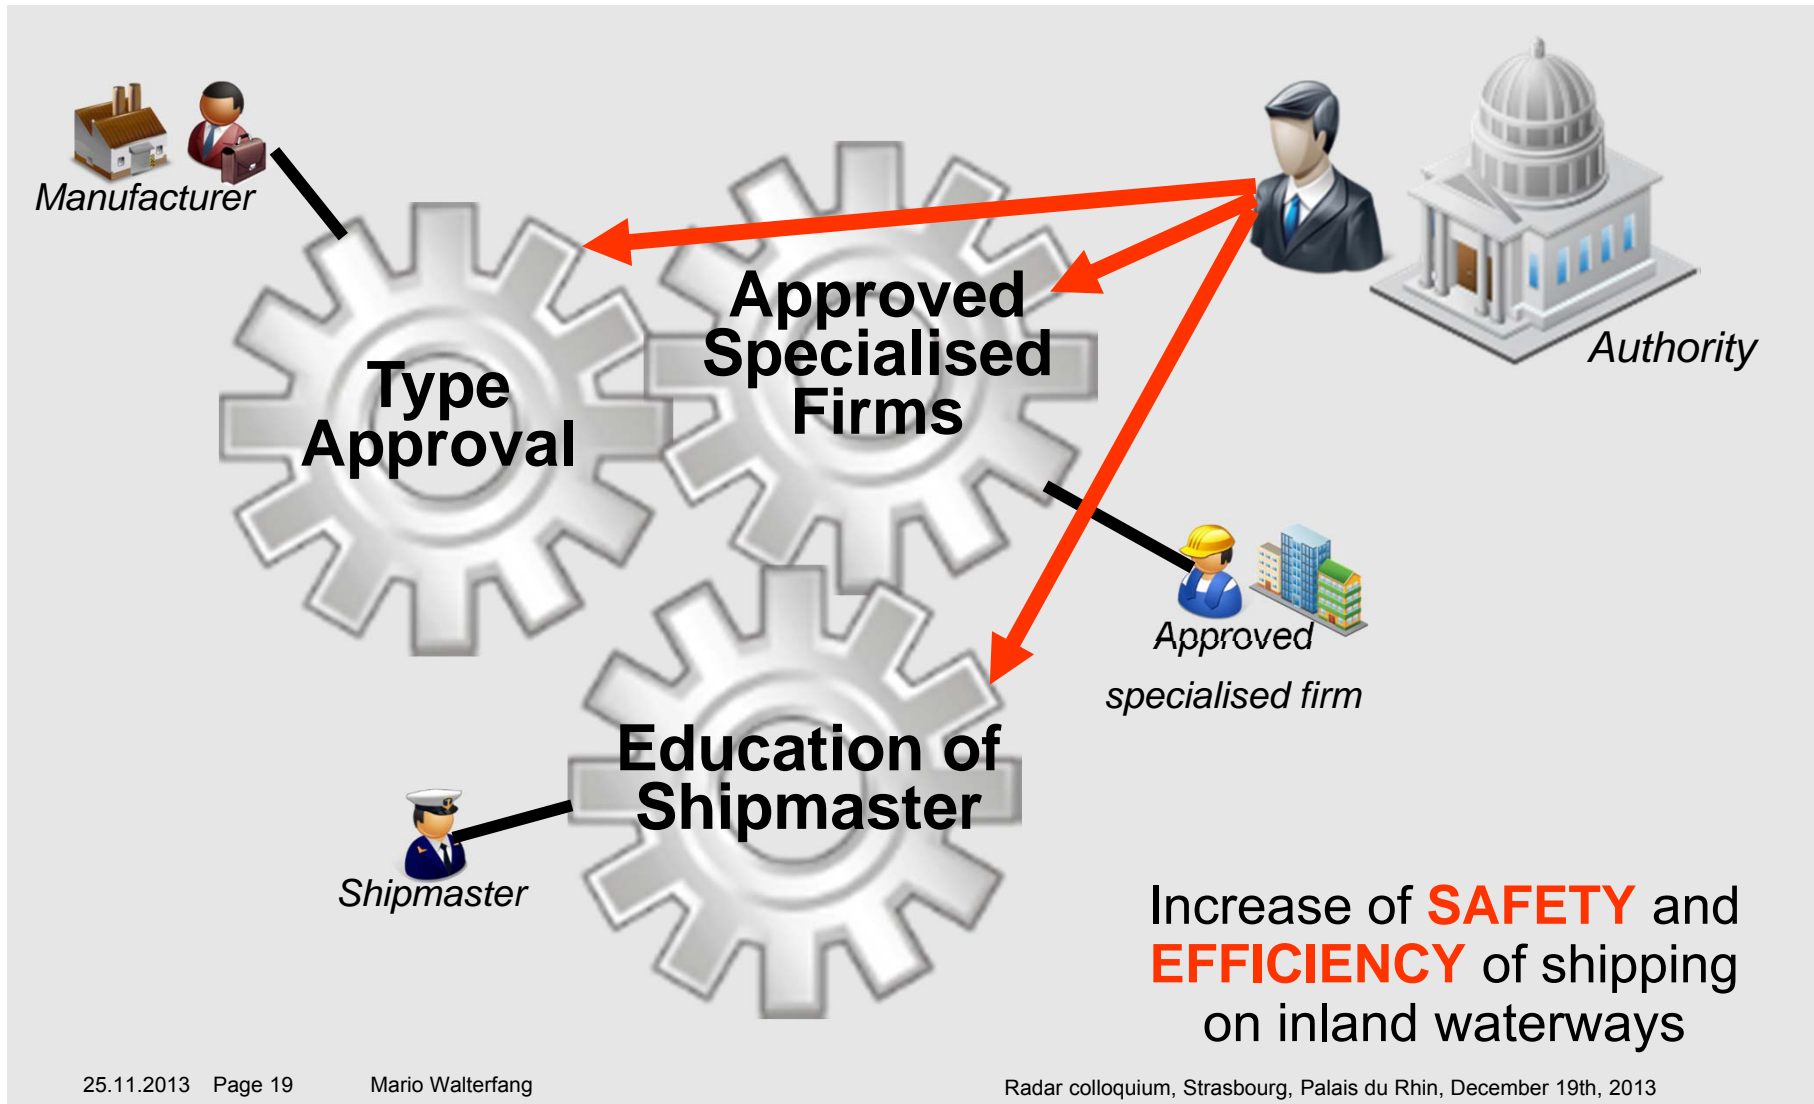 Manufacturer
Approved
Specialised
Firms
Authority
Type
Approval
Approved
specialised firm
Education of
Shipmaster
Shipmaster
Increase of SAFETY and
EFFICIENCY of shipping
on inland waterways
25.11.2013 Page 19 Mario Walterfang
Radar colloquium, Strasbourg, Palais du Rhin, December 19th, 2013